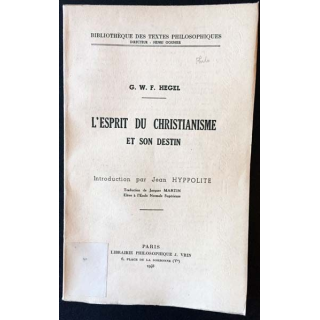 BIBLIOTHÈQUE DES TEXTES PHILOSOPHIQUES
DIRECTEUR : HENRI GOUHIER
G. W. F. HEGEL
L'ESPRIT DU CHRISTIANISME
ET SON DESTIN
Introduction par Jean HYPPOLITE
Traduction de Jacques MARTIN
Élève à l'École Normale Supérieure
PARIS
LIBRAIRIE PHILOSOPHIQUE J. VRIN
6, PLACE DE LA SORBONNE (Vᵉ)
1948